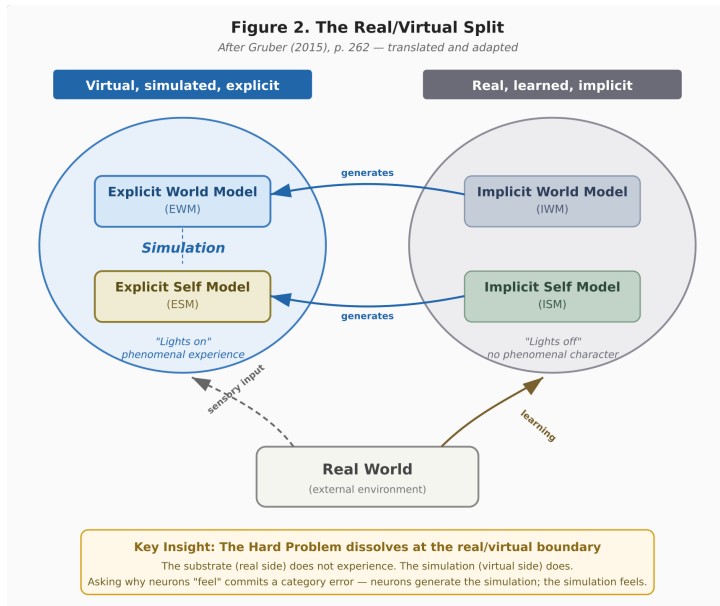 Figure 2. The Real/Virtual Split
After Gruber (2015), p. 262 — translated and adapted
Virtual, simulated, explicit
Real, learned, implicit
generates
Explicit World Model
(EWM)
Implicit World Model
(IWM)
Simulation
Explicit Self Model
(ESM)
Implicit Self Model
(ISM)
generates
"Lights on"
phenomenal experience
"Lights off"
no phenomenal character
sensory input
learning
Real World
(external environment)
Key Insight: The Hard Problem dissolves at the real/virtual boundary
The substrate (real side) does not experience. The simulation (virtual side) does.
Asking why neurons "feel" commits a category error — neurons generate the simulation; the simulation feels.